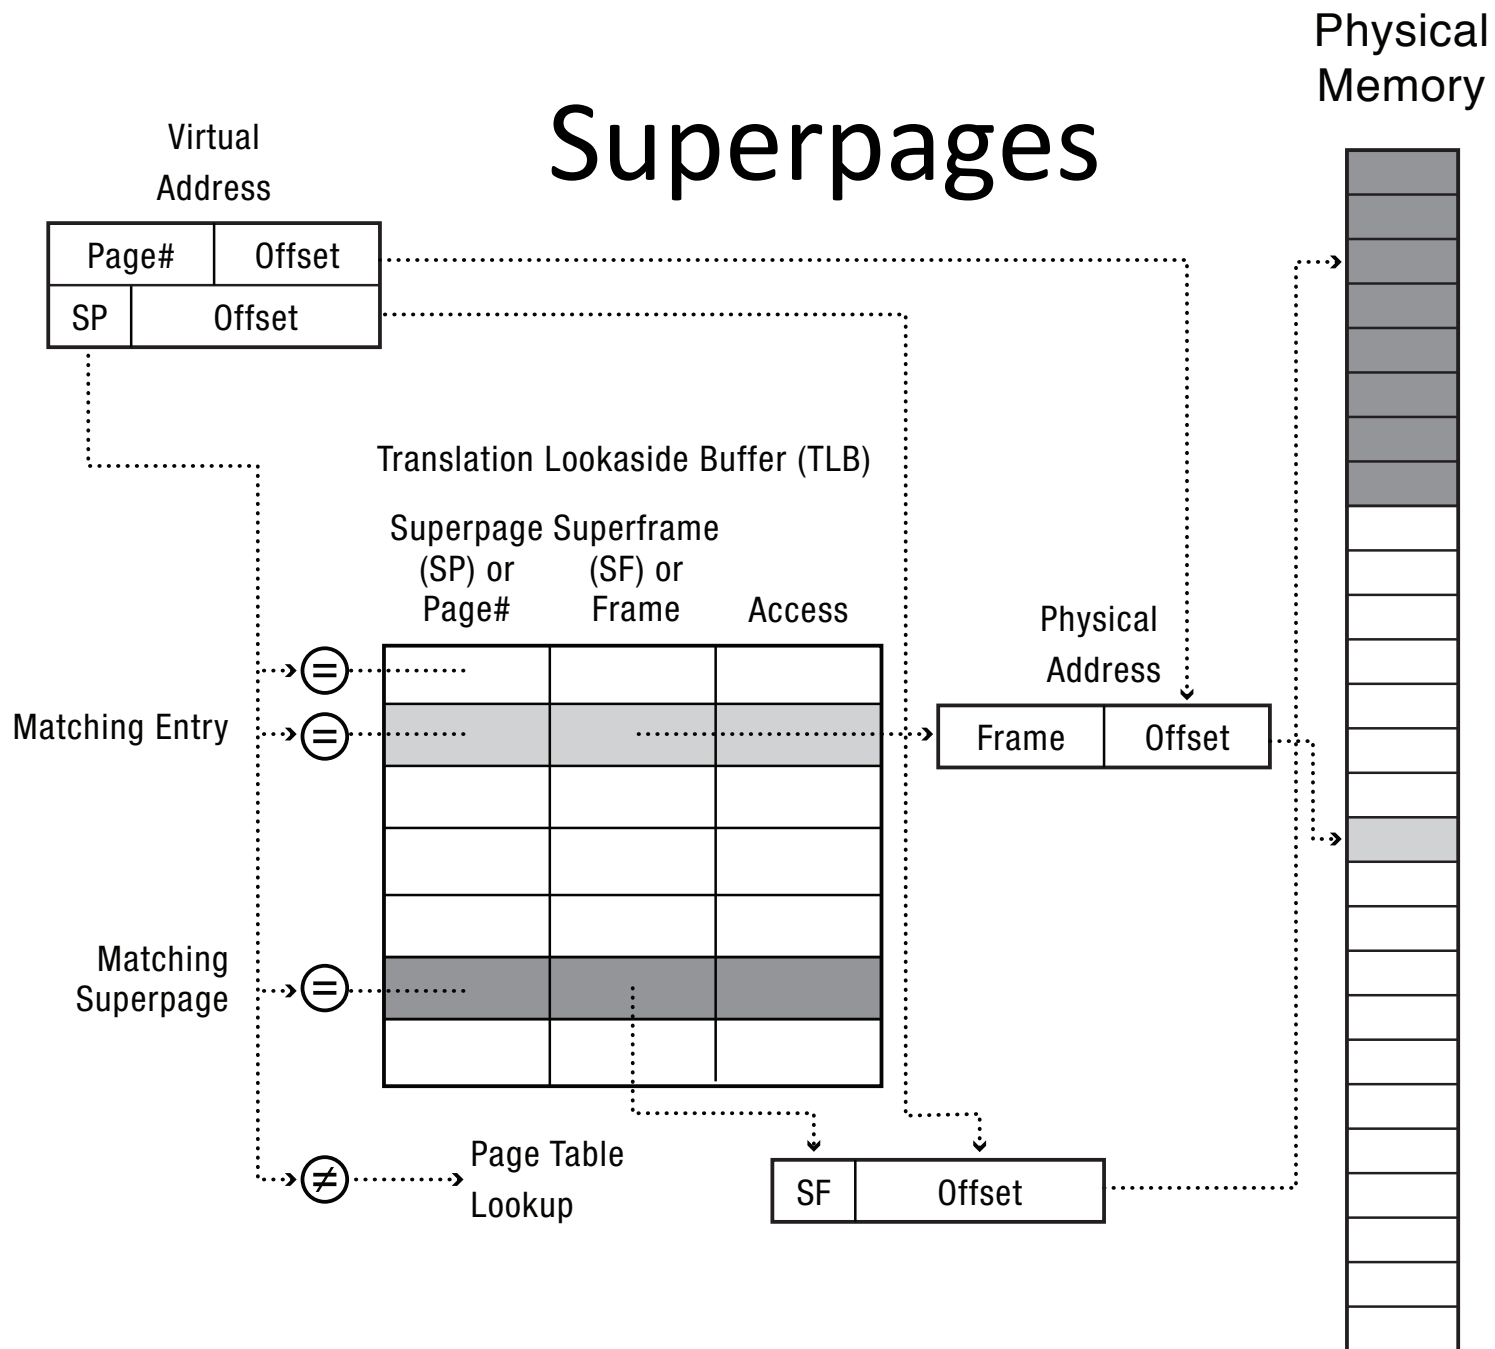 Physical
Memory
Superpages
Virtual
Address
Page# Offset
SP Offset
Translation Lookaside Buffer (TLB)
Superpage Superframe
(SP) or (SF) or
Page# Frame Access
Physical
Address
=
Matching Entry = Frame Offset
Matching
Superpage =
≠ Page Table
Lookup
SF Offset